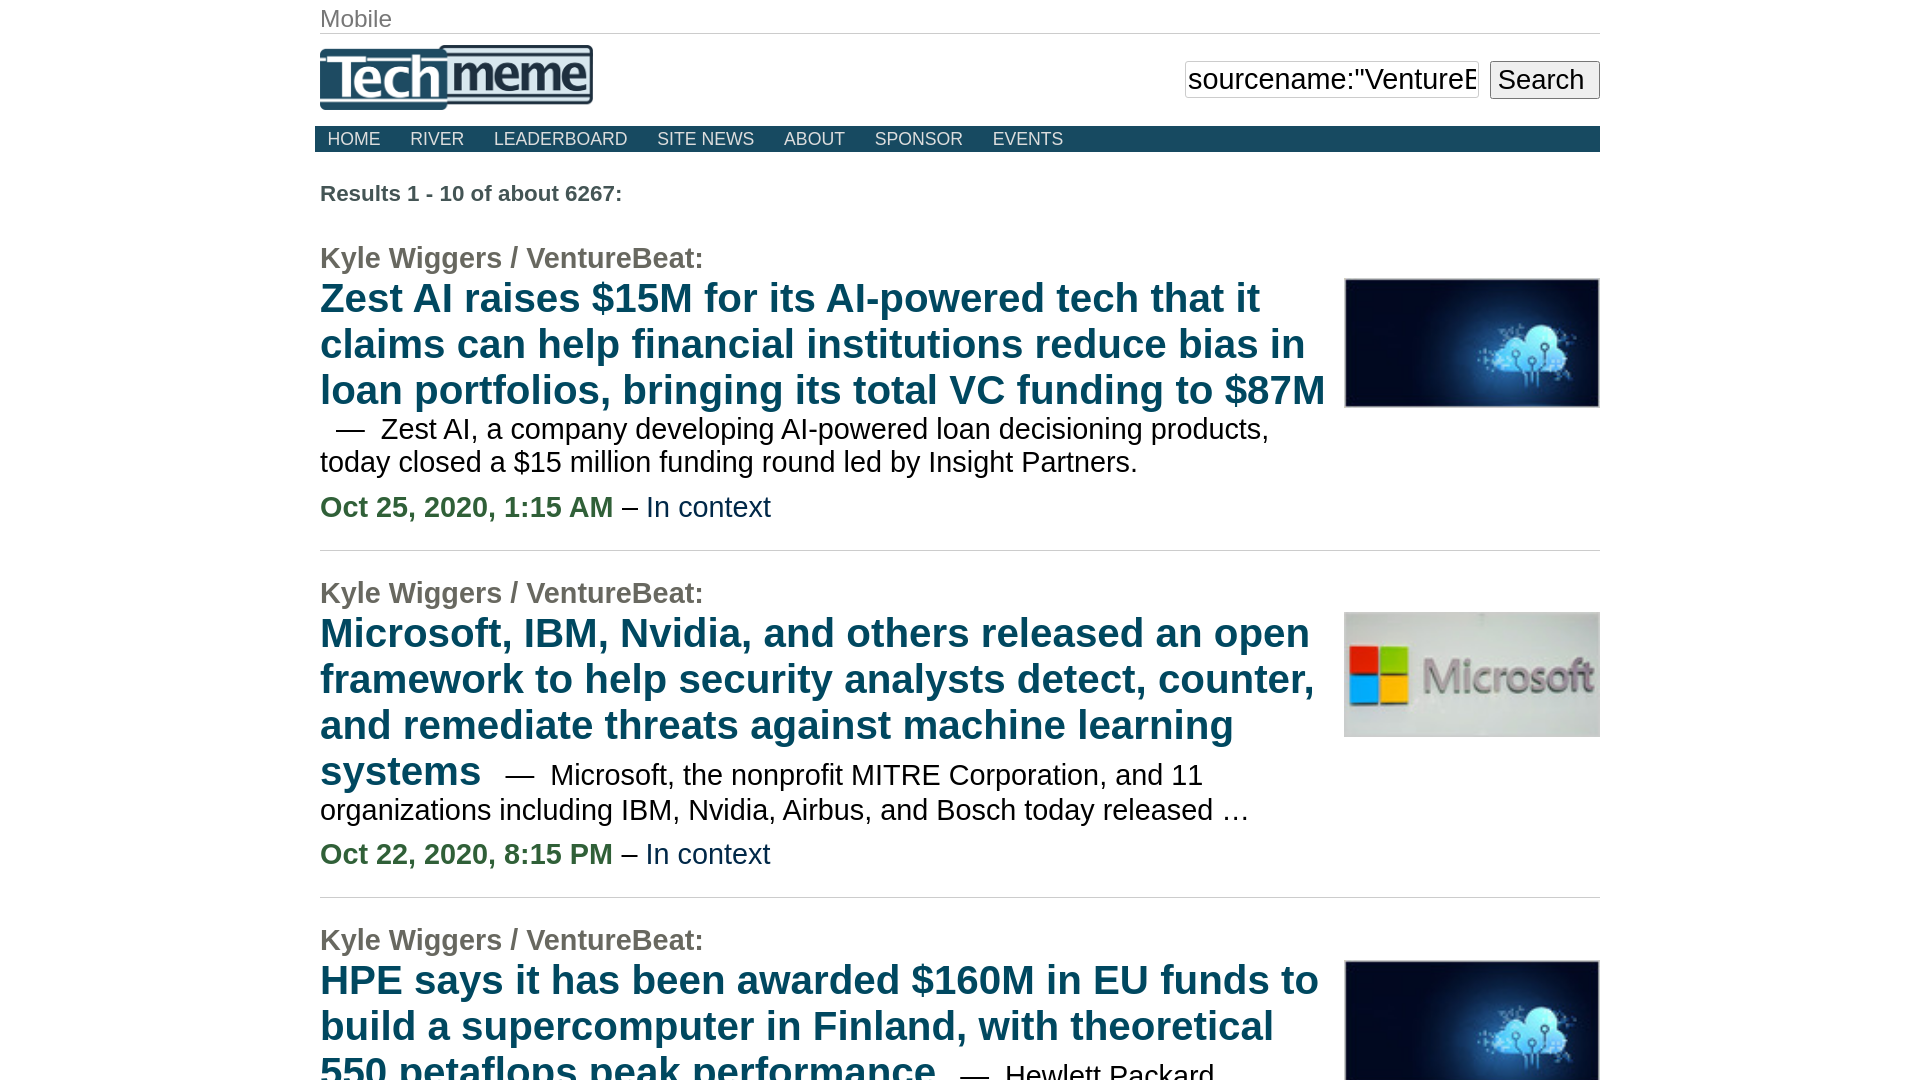 Mobile
Techmeme
sourcename:"VentureB
Search
HOME RIVER LEADERBOARD SITE NEWS ABOUT SPONSOR EVENTS
Results 1 - 10 of about 6267:
Kyle Wiggers / VentureBeat:
Zest AI raises $15M for its AI-powered tech that it
claims can help financial institutions reduce bias in
loan portfolios, bringing its total VC funding to $87M
— Zest AI, a company developing AI-powered loan decisioning products,
today closed a $15 million funding round led by Insight Partners.
Oct 25, 2020, 1:15 AM – In context
Kyle Wiggers / VentureBeat:
Microsoft, IBM, Nvidia, and others released an open
framework to help security analysts detect, counter,
and remediate threats against machine learning
systems — Microsoft, the nonprofit MITRE Corporation, and 11
organizations including IBM, Nvidia, Airbus, and Bosch today released …
Oct 22, 2020, 8:15 PM – In context
Microsoft
Kyle Wiggers / VentureBeat:
HPE says it has been awarded $160M in EU funds to
build a supercomputer in Finland, with theoretical
550 petaflops peak performance — Hewlett Packard